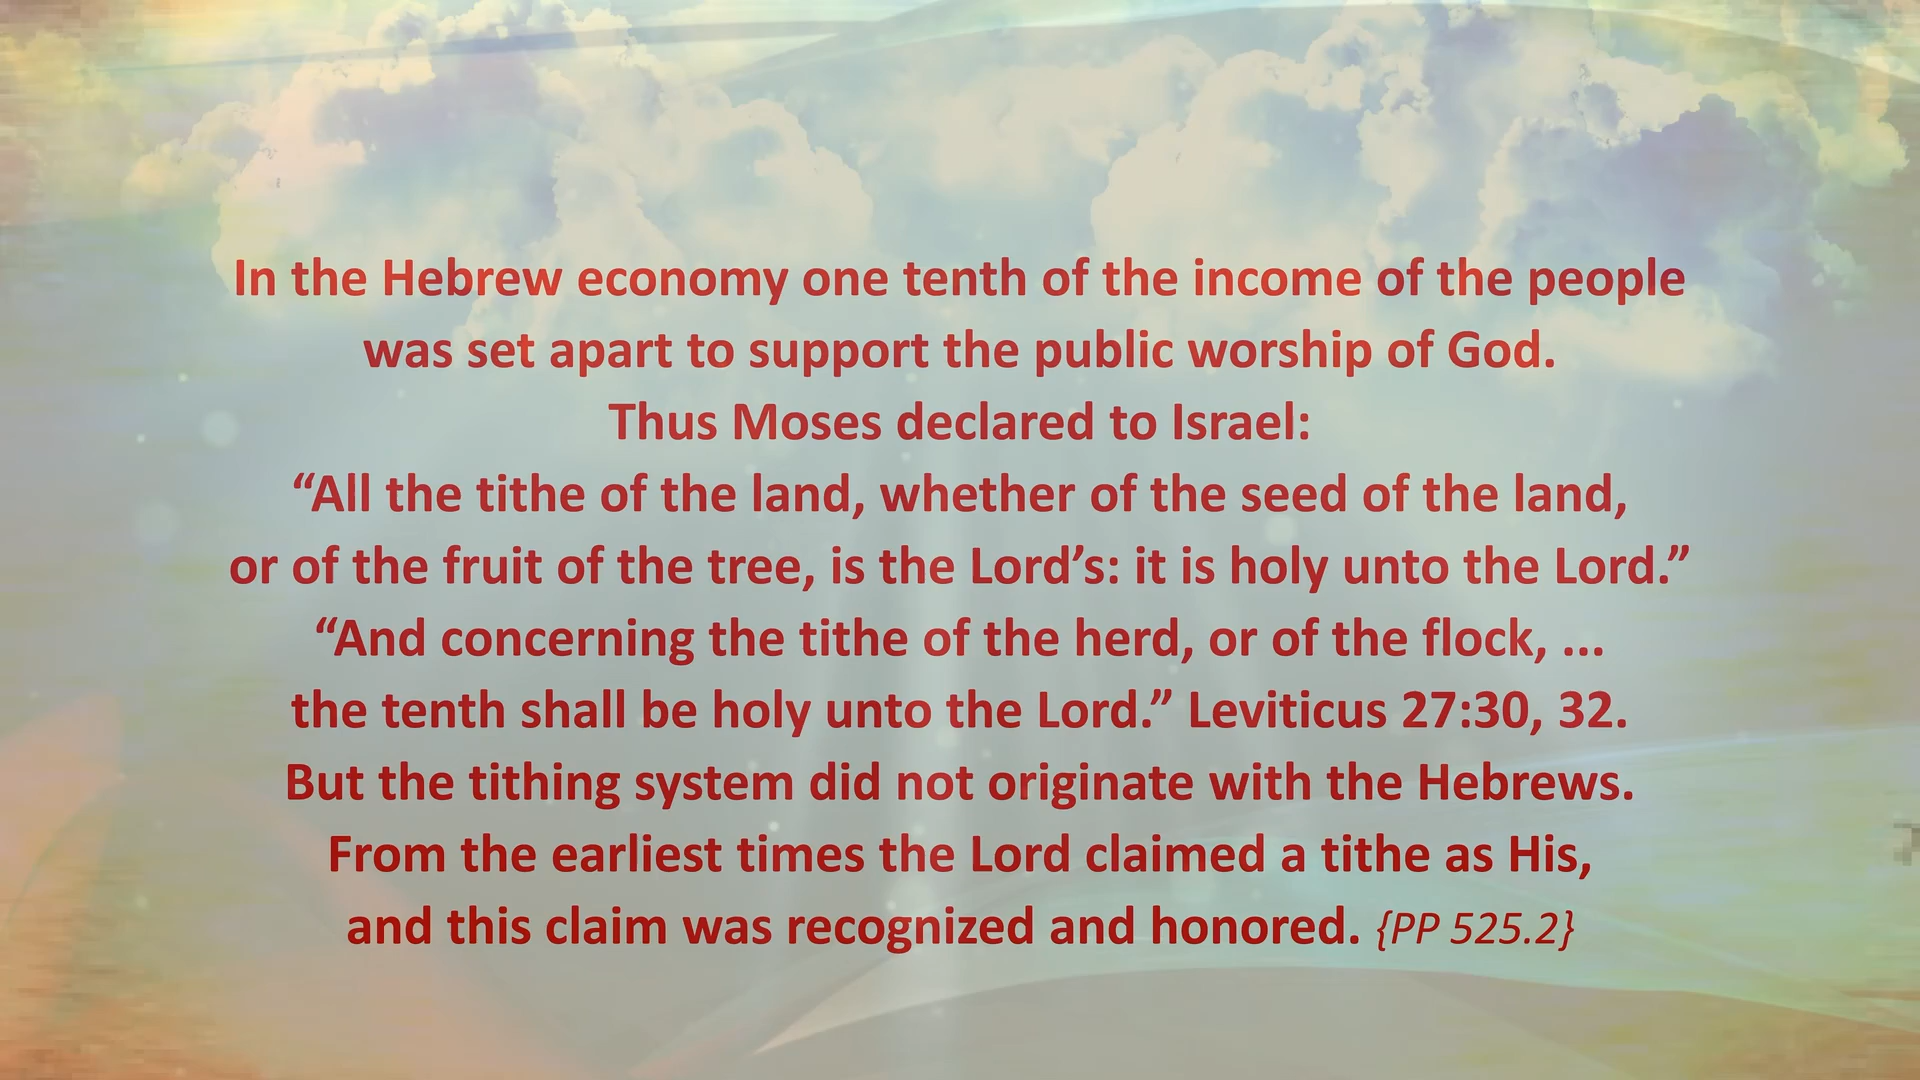 In the Hebrew economy one tenth of the income of the people
was set apart to support the public worship of God.
Thus Moses declared to Israel:
“All the tithe of the land, whether of the seed of the land,
or of the fruit of the tree, is the Lord’s: it is holy unto the Lord.”
“And concerning the tithe of the herd, or of the flock, ...
the tenth shall be holy unto the Lord.” Leviticus 27:30, 32.
But the tithing system did not originate with the Hebrews.
From the earliest times the Lord claimed a tithe as His,
and this claim was recognized and honored. {PP 525.2}